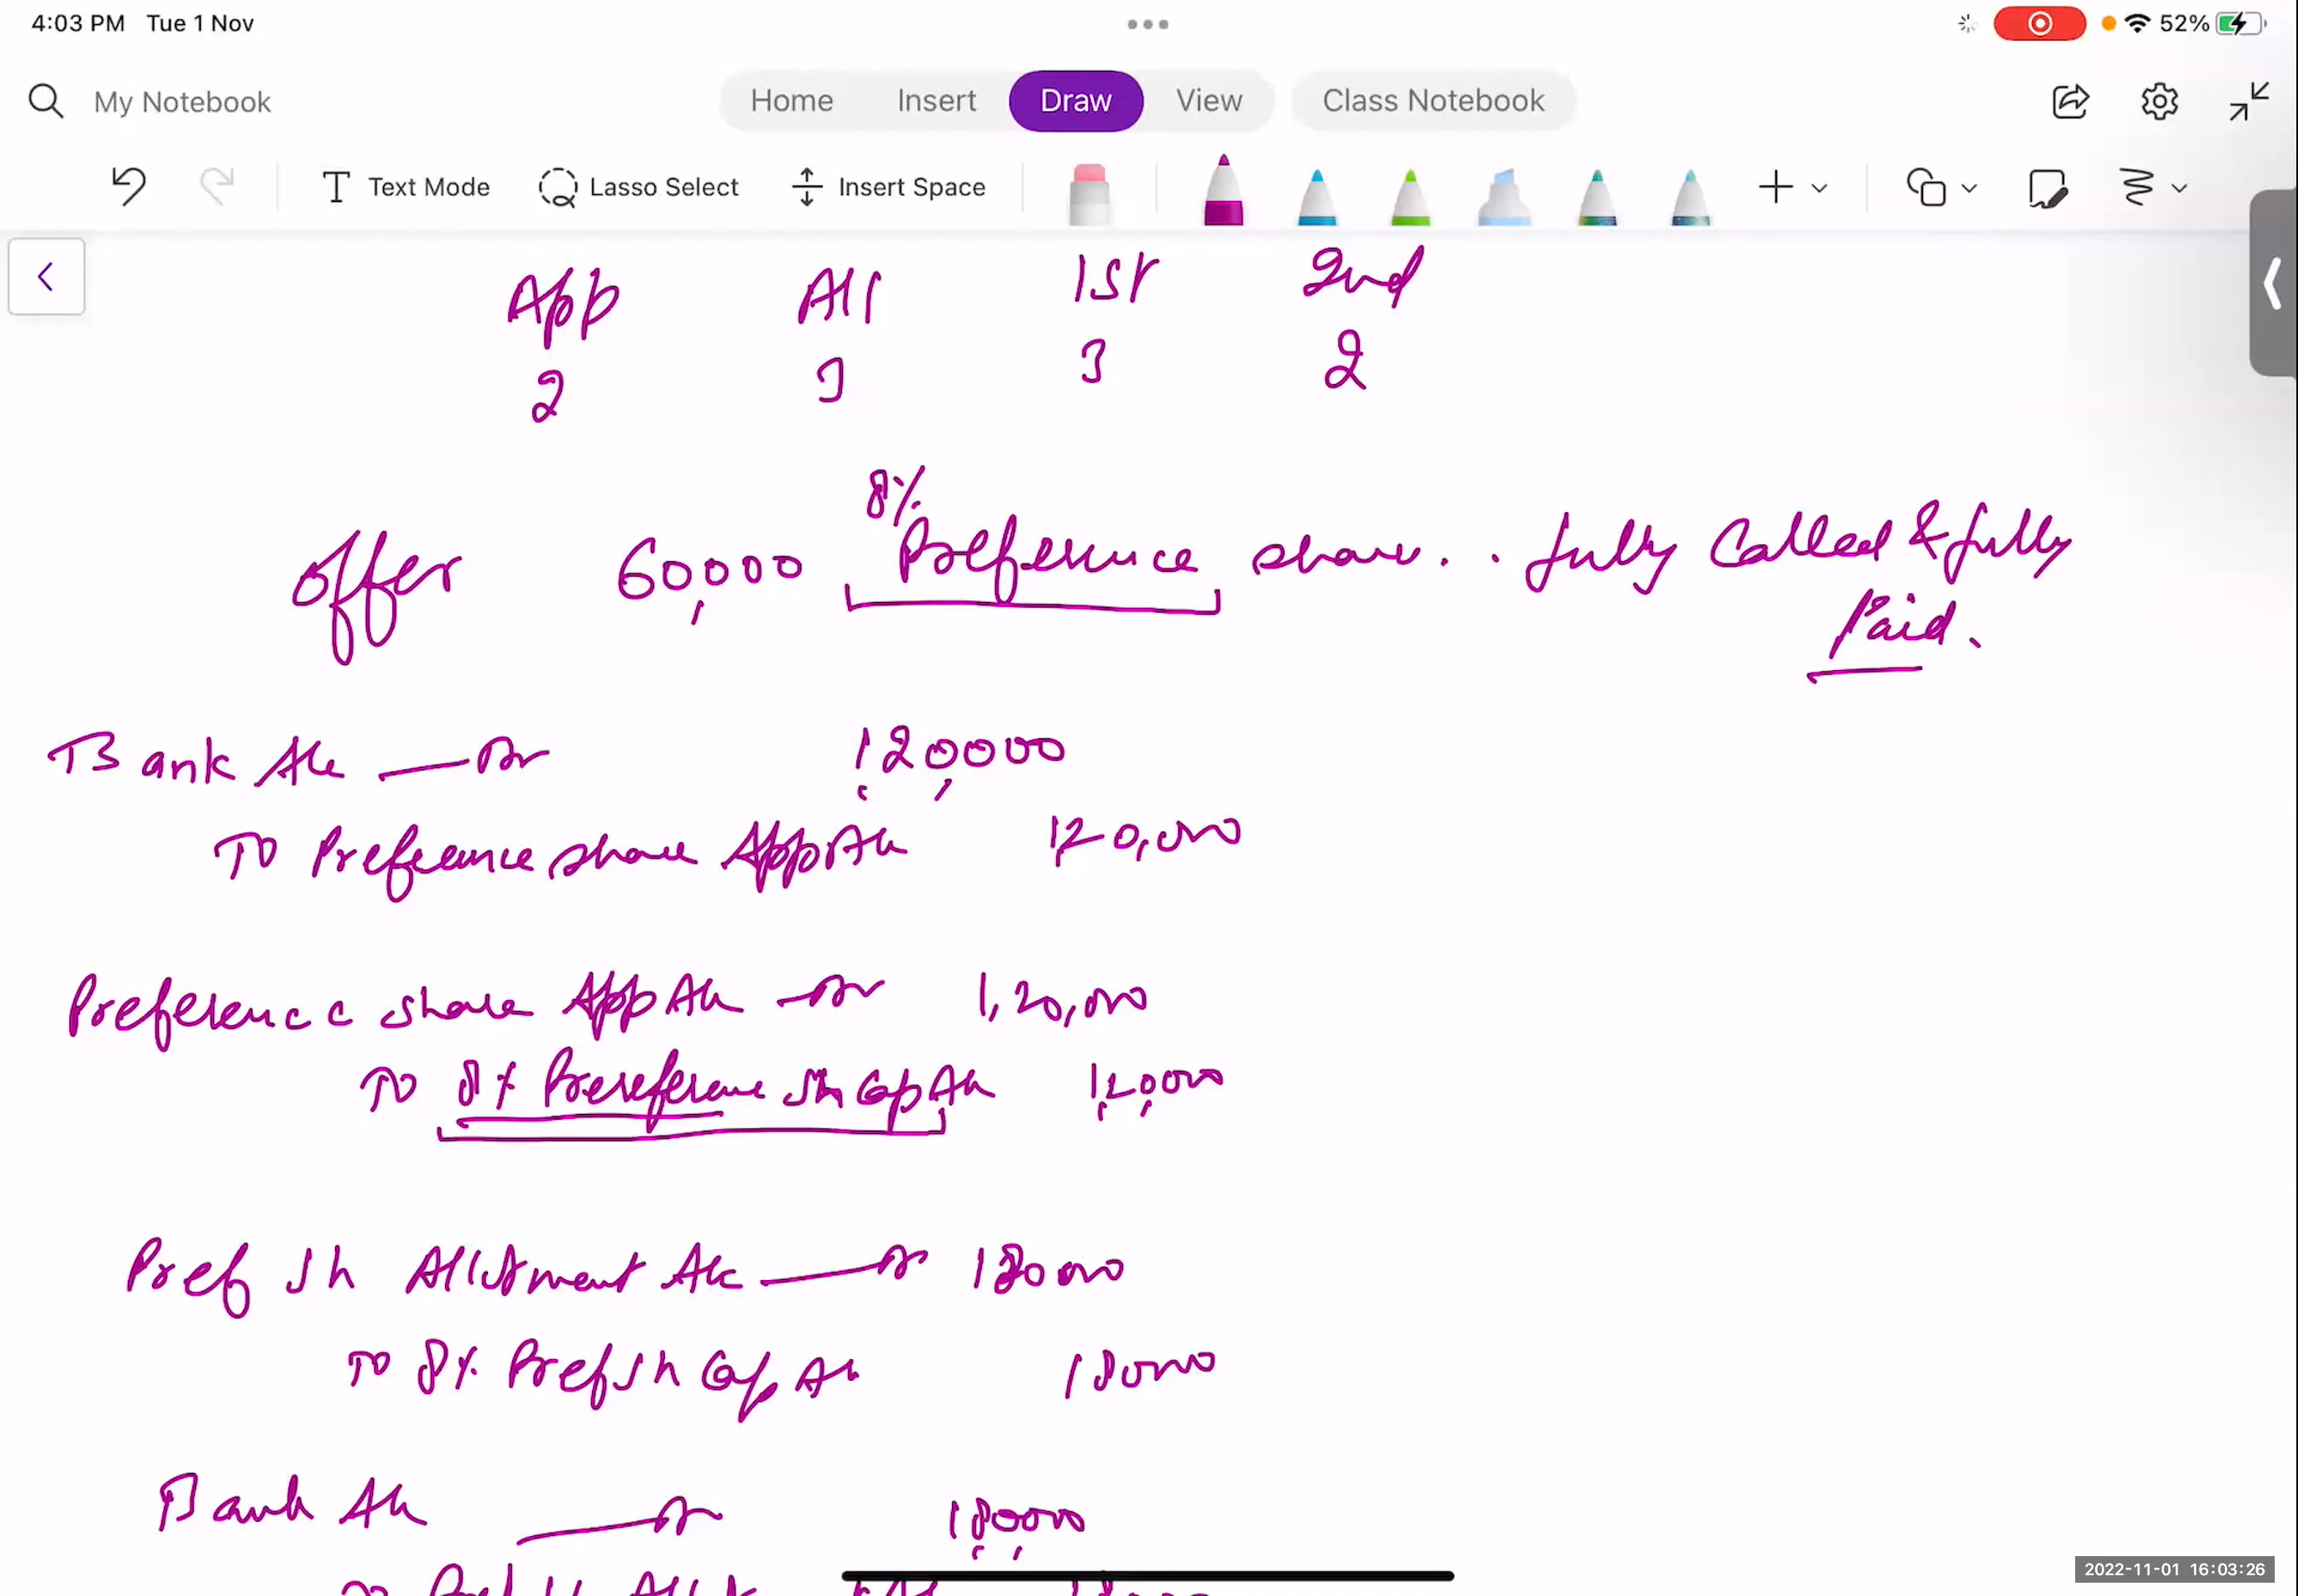 4:03 PM Tue 1 Nov
52%
My Notebook
Home Insert Draw View Class Notebook
Text Mode Lasso Select Insert Space
App All 1st 2nd
2 3 3 2
8%
Offer 60,000 Preference share. . fully Called & fully
Paid.
Bank A/c — Dr 1,20,000
To Preference share App A/c 1,20,000
Preference share App A/c — Dr 1,20,000
To 8% Prereference Sh Cap A/c 1,20,000
Pref Sh Allotment A/c — Dr 180000
To 8% Pref Sh Cap A/c 180000
Bank A/c — Dr 1,80,000
2022-11-01 16:03:26